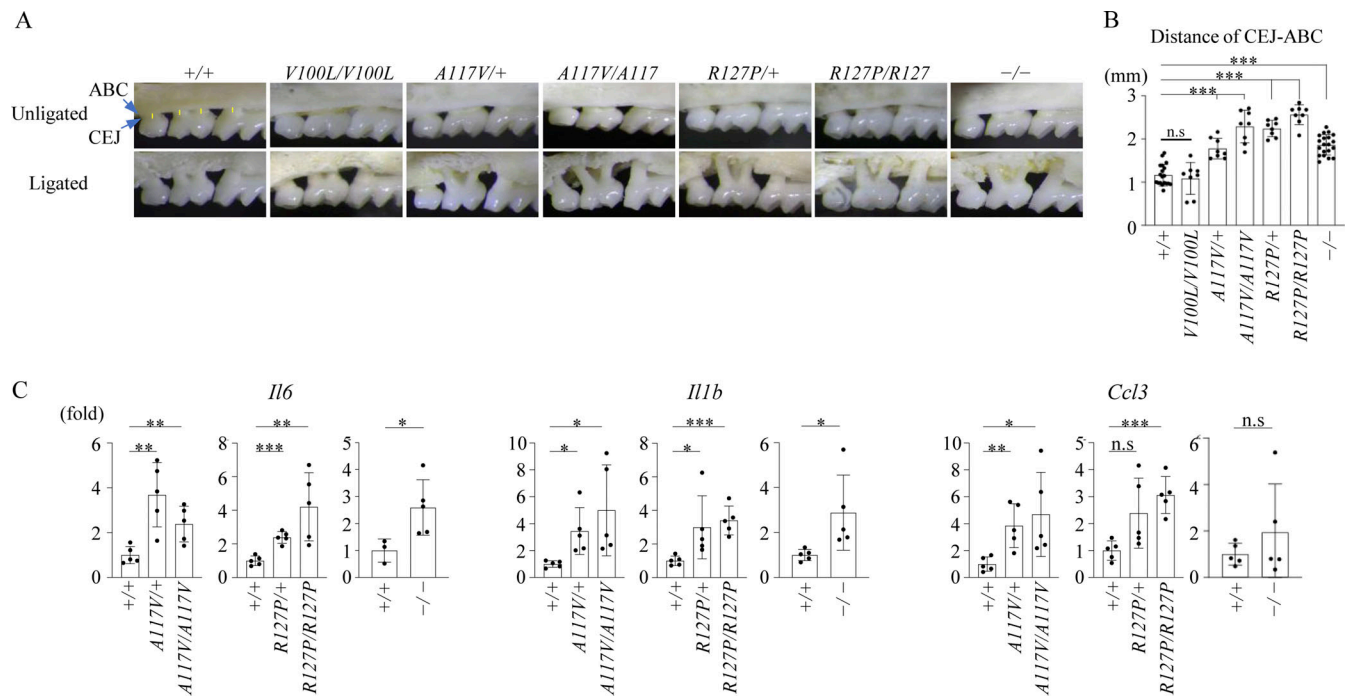 A
+/+ V100L/V100L A117V/+ A117V/A117 R127P/+ R127P/R127 −/−
ABC
Unligated
CEJ
Ligated
B
Distance of CEJ-ABC
(mm)
***
***
***
n.s
3
2
1
0
+/+
V100L/V100L
A117V/+
A117V/A117V
R127P/+
R127P/R127P
−/−
C
Il6
(fold)
**
**
6
4
2
0
+/+
A117V/+
A117V/A117V
**
***
8
6
4
2
0
+/+
R127P/+
R127P/R127P
*
5
4
3
2
1
0
+/+
−/−
Il1b
*
*
10
8
6
4
2
0
+/+
A117V/+
A117V/A117V
***
*
8
6
4
2
0
+/+
R127P/+
R127P/R127P
*
6
4
2
0
+/+
−/−
Ccl3
*
**
10
8
6
4
2
0
+/+
A117V/+
A117V/A117V
***
n.s
5
4
3
2
1
0
+/+
R127P/+
R127P/R127P
n.s
6
4
2
0
+/+
−/−